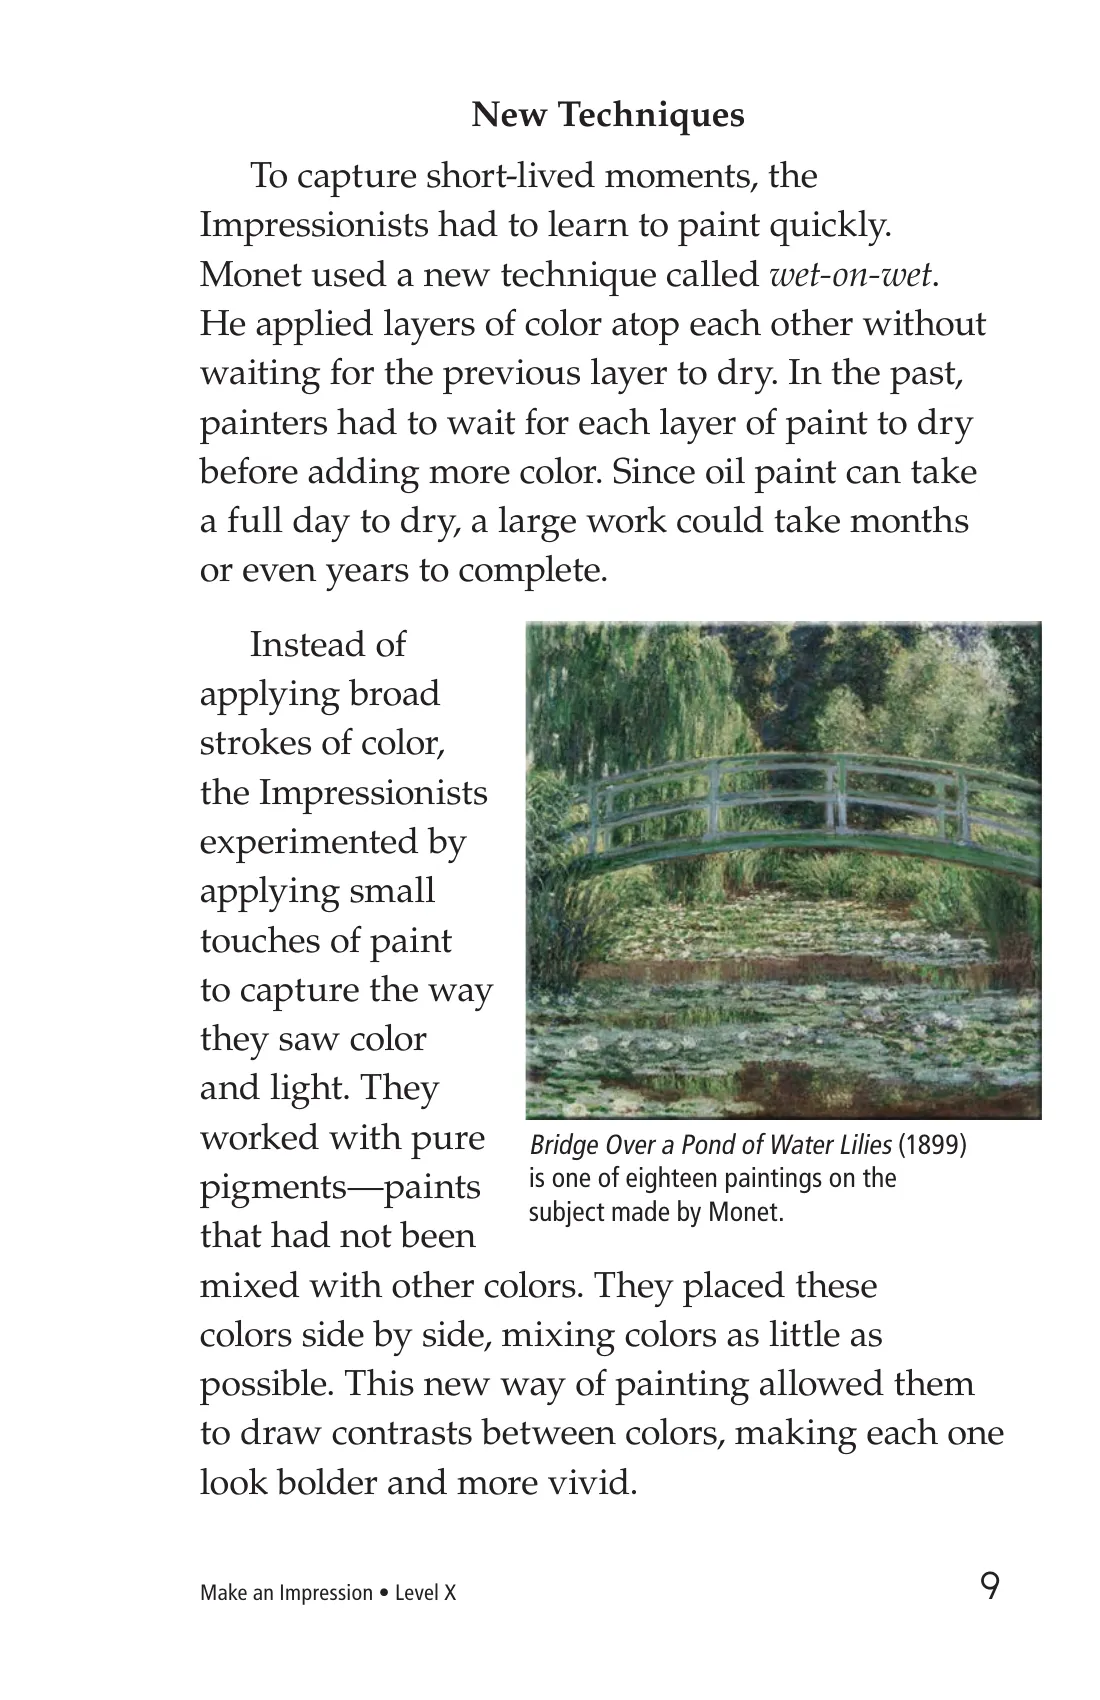 New Techniques
To capture short-lived moments, the
Impressionists had to learn to paint quickly.
Monet used a new technique called wet-on-wet.
He applied layers of color atop each other without
waiting for the previous layer to dry. In the past,
painters had to wait for each layer of paint to dry
before adding more color. Since oil paint can take
a full day to dry, a large work could take months
or even years to complete.
Instead of
applying broad
strokes of color,
the Impressionists
experimented by
applying small
touches of paint
to capture the way
they saw color
and light. They
worked with pure
pigments—paints
that had not been
mixed with other colors. They placed these
colors side by side, mixing colors as little as
possible. This new way of painting allowed them
to draw contrasts between colors, making each one
look bolder and more vivid.
Bridge Over a Pond of Water Lilies (1899)
is one of eighteen paintings on the
subject made by Monet.
Make an Impression • Level X
9